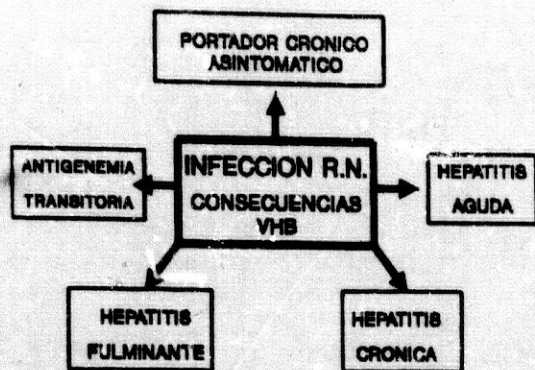 PORTADOR CRONICO
ASINTOMATICO
ANTIGENEMIA
TRANSITORIA
INFECCION R.N.
CONSECUENCIAS
VHB
HEPATITIS
AGUDA
HEPATITIS
FULMINANTE
HEPATITIS
CRONICA